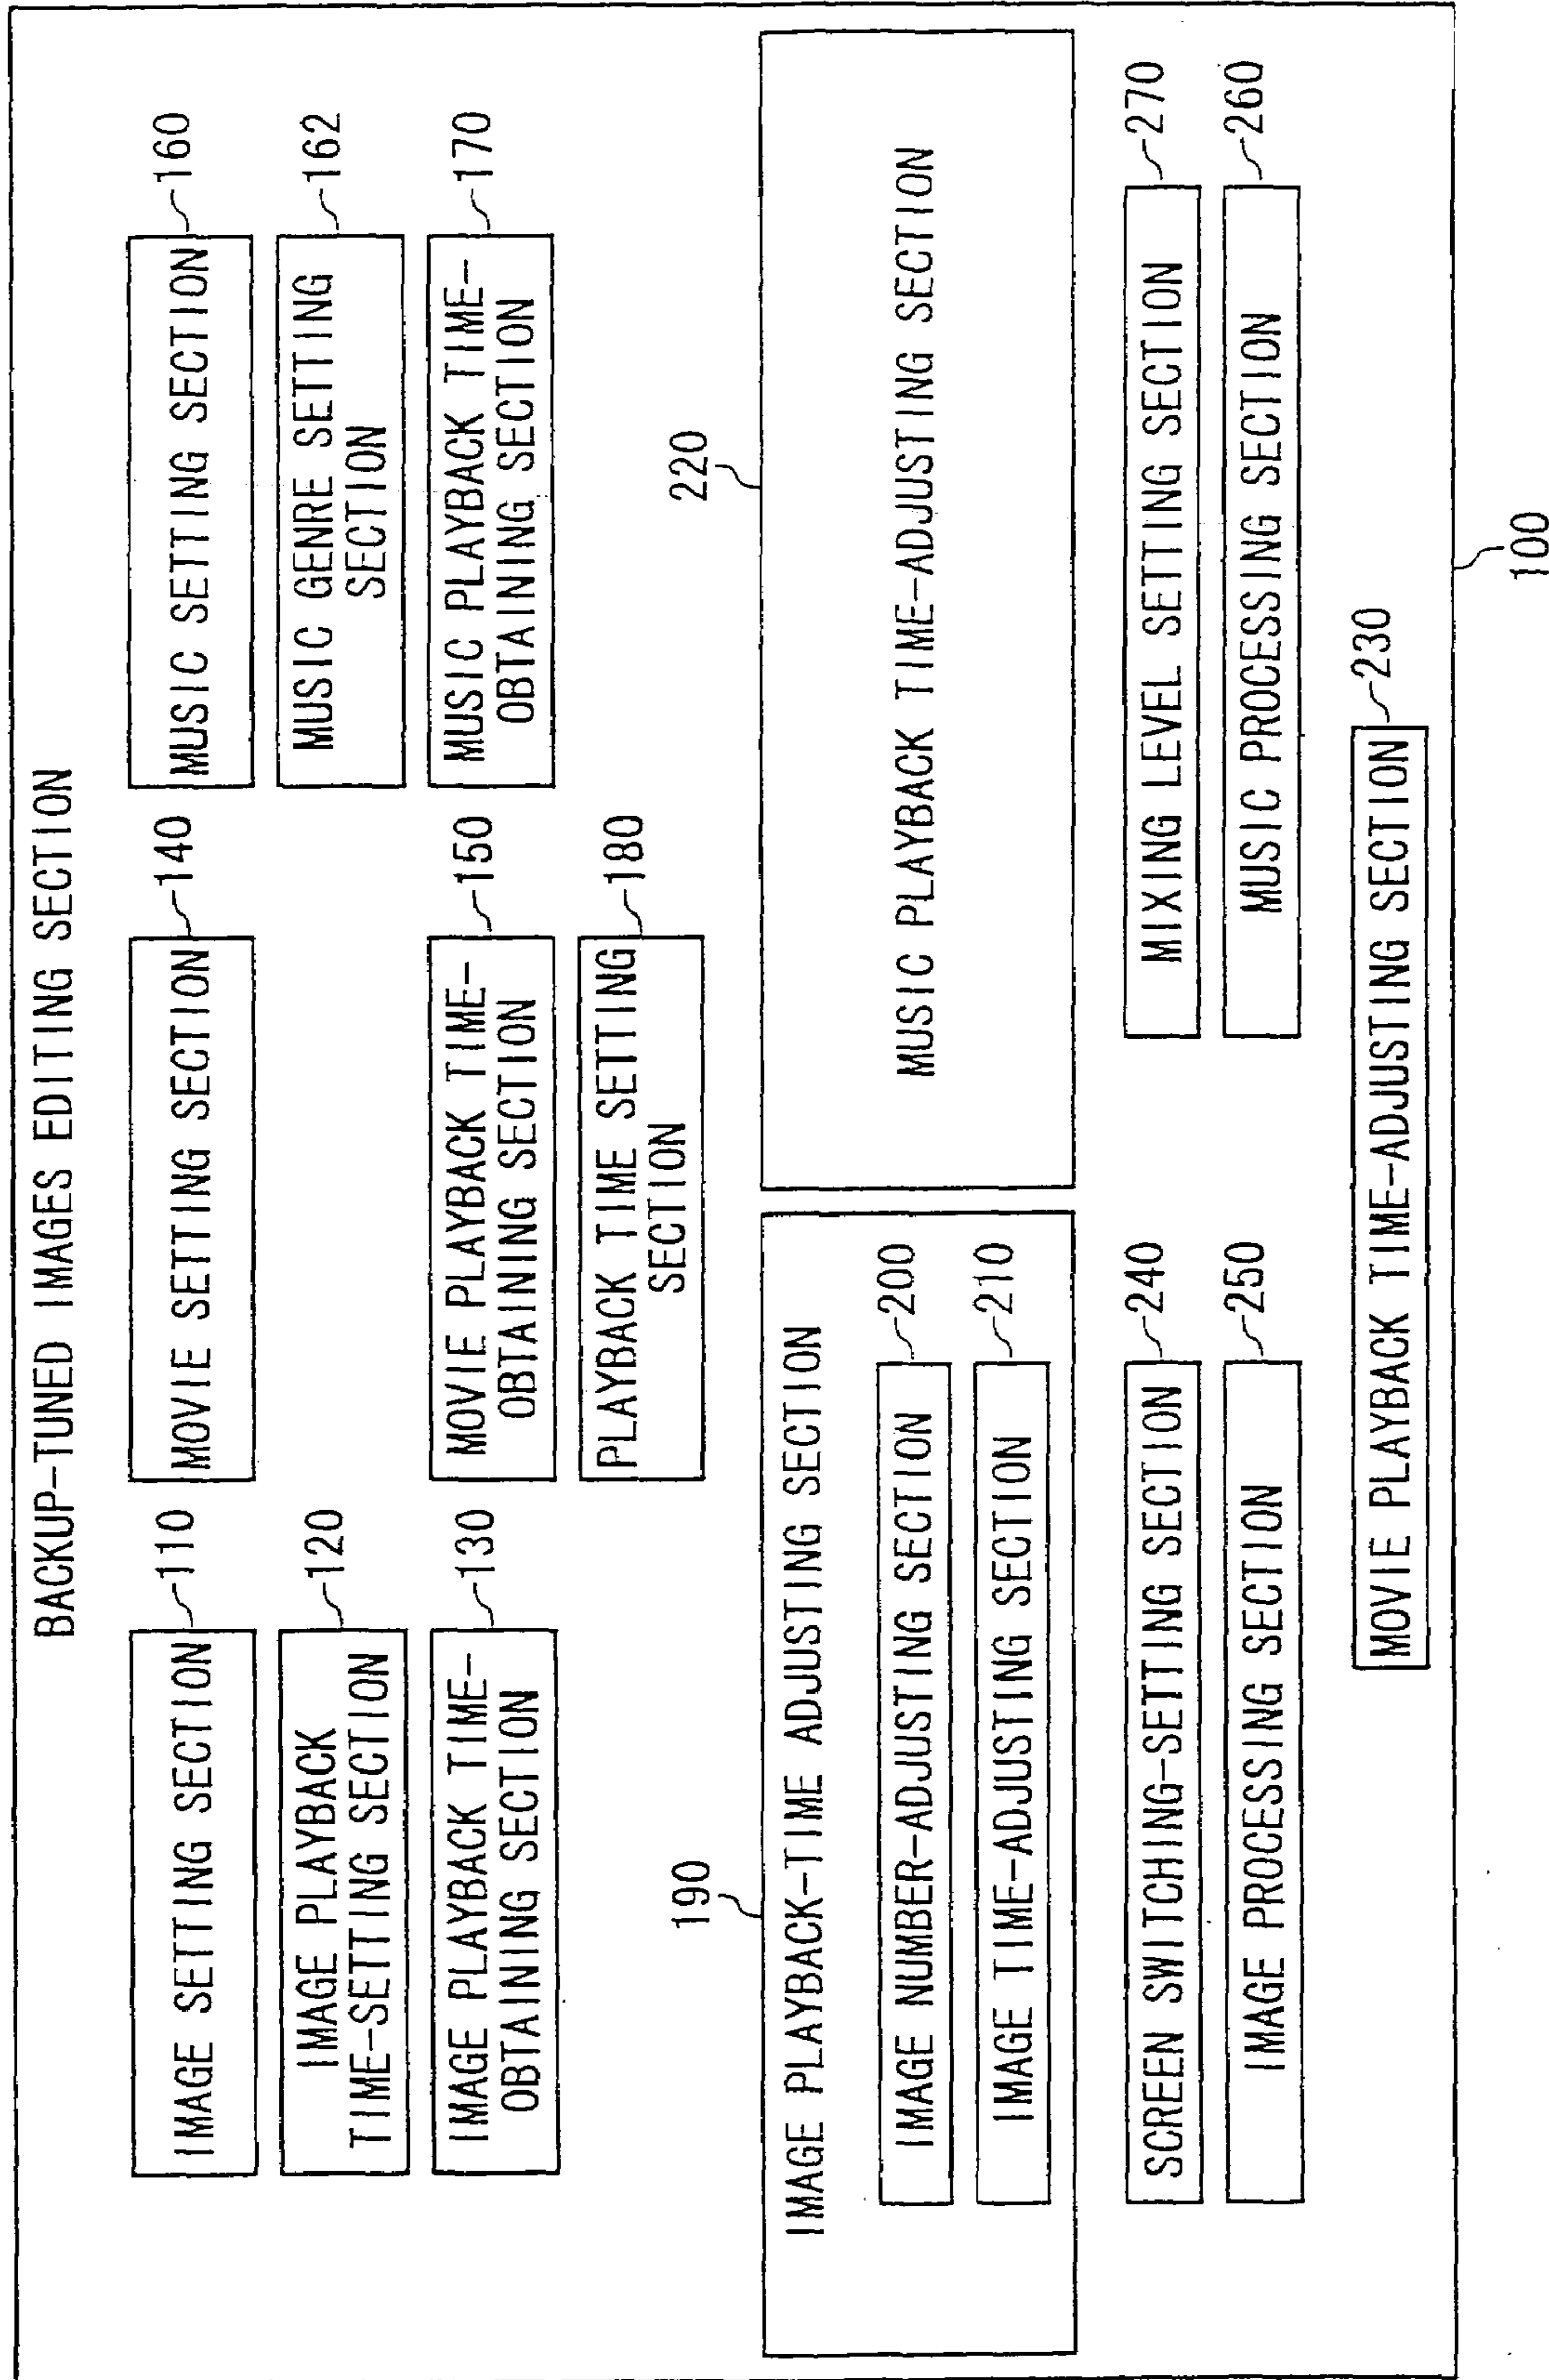 BACKUP-TUNED IMAGES EDITING SECTION
IMAGE SETTING SECTION
110
IMAGE PLAYBACK
TIME-SETTING SECTION
120
IMAGE PLAYBACK TIME-
OBTAINING SECTION
130
MOVIE SETTING SECTION
140
MOVIE PLAYBACK TIME-
OBTAINING SECTION
150
PLAYBACK TIME SETTING
SECTION
180
MUSIC SETTING SECTION
160
MUSIC GENRE SETTING
SECTION
162
MUSIC PLAYBACK TIME-
OBTAINING SECTION
170
190
IMAGE PLAYBACK-TIME ADJUSTING SECTION
IMAGE NUMBER-ADJUSTING SECTION
200
IMAGE TIME-ADJUSTING SECTION
210
220
MUSIC PLAYBACK TIME-ADJUSTING SECTION
SCREEN SWITCHING-SETTING SECTION
240
IMAGE PROCESSING SECTION
250
MIXING LEVEL SETTING SECTION
270
MUSIC PROCESSING SECTION
260
MOVIE PLAYBACK TIME-ADJUSTING SECTION
230
100